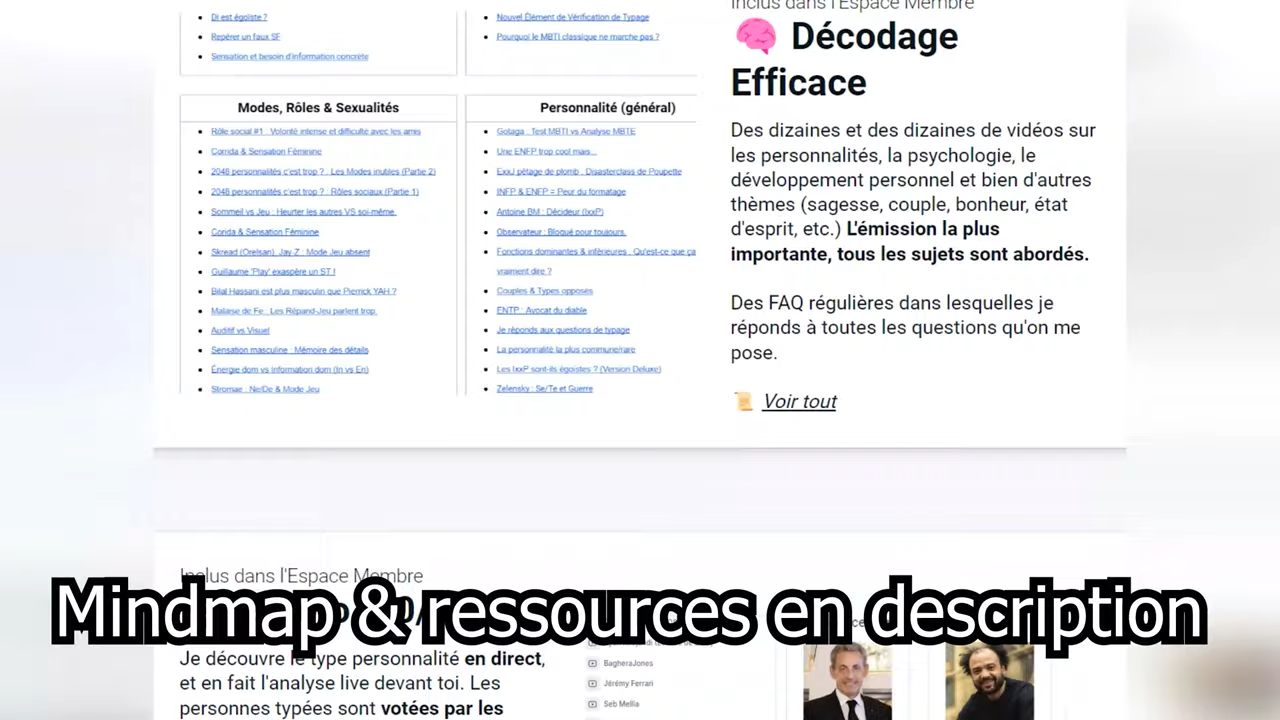 Di est égoïste ?
Repérer un faux SF
Sensation et besoin d'information concrète
Nouvel Élément de Vérification de Typage
Pourquoi le MBTI classique ne marche pas ?
Inclus dans l'Espace Membre
Décodage
Efficace
Des dizaines et des dizaines de vidéos sur
les personnalités, la psychologie, le
développement personnel et bien d'autres
thèmes (sagesse, couple, bonheur, état
d'esprit, etc.) L'émission la plus
importante, tous les sujets sont abordés.
Des FAQ régulières dans lesquelles je
réponds à toutes les questions qu'on me
pose.
Voir tout
Modes, Rôles & Sexualités
Rôle social #1 : Volonté intense et difficulté avec les amis
Corrida & Sensation Féminine
2048 personnalités c'est trop ? : Les Modes inutiles (Partie 2)
2048 personnalités c'est trop ? : Rôles sociaux (Partie 1)
Sommeil vs Jeu : Heurter les autres VS soi-même.
Corrida & Sensation Féminine
Skread (Orelsan), Jay Z : Mode Jeu absent
Guillaume 'Play' exaspère un ST !
Bilal Hassani est plus masculin que Pierrick YAH ?
Malaise de Fe : Les Répand-Jeu parlent trop.
Auditif vs Visuel
Sensation masculine : Mémoire des détails
Énergie dom vs Information dom (In vs En)
Stromae : Ne/De & Mode Jeu
Personnalité (général)
Gotaga : Test MBTI vs Analyse MBTE
Une ENFP trop cool mais...
ExxJ pétage de plomb : Disasterclass de Poupette
INFP & ENFP = Peur du formatage
Antoine BM : Décideur (IxxP)
Observateur : Bloqué pour toujours.
Fonctions dominantes & inférieures : Qu'est-ce que ça
vraiment dire ?
Couples & Types opposés
ENTP : Avocat du diable
Je réponds aux questions de typage
La personnalité la plus commune/rare
Les IxxP sont-ils égoïstes ? (Version Deluxe)
Zelensky : Se/Te et Guerre
Inclus dans l'Espace Membre
Mindmap & ressources en description
Je découvre le type personnalité en direct,
et en fait l'analyse live devant toi. Les
personnes typées sont votées par les
BagheraJones
Jérémy Ferrari
Seb Mellia